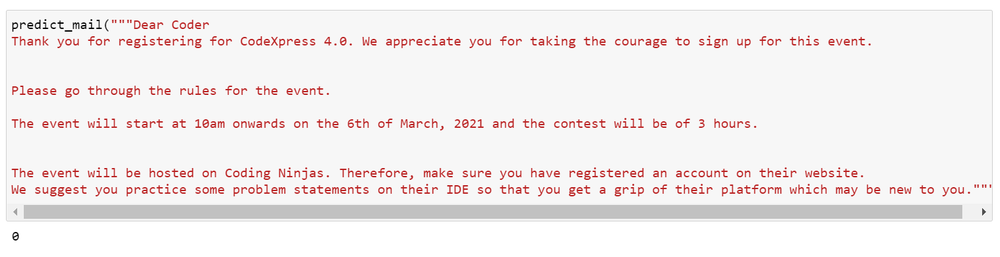 predict_mail("""Dear Coder
Thank you for registering for CodeXpress 4.0. We appreciate you for taking the courage to sign up for this event.
Please go through the rules for the event.
The event will start at 10am onwards on the 6th of March, 2021 and the contest will be of 3 hours.
The event will be hosted on Coding Ninjas. Therefore, make sure you have registered an account on their website.
We suggest you practice some problem statements on their IDE so that you get a grip of their platform which may be new to you.""'
0